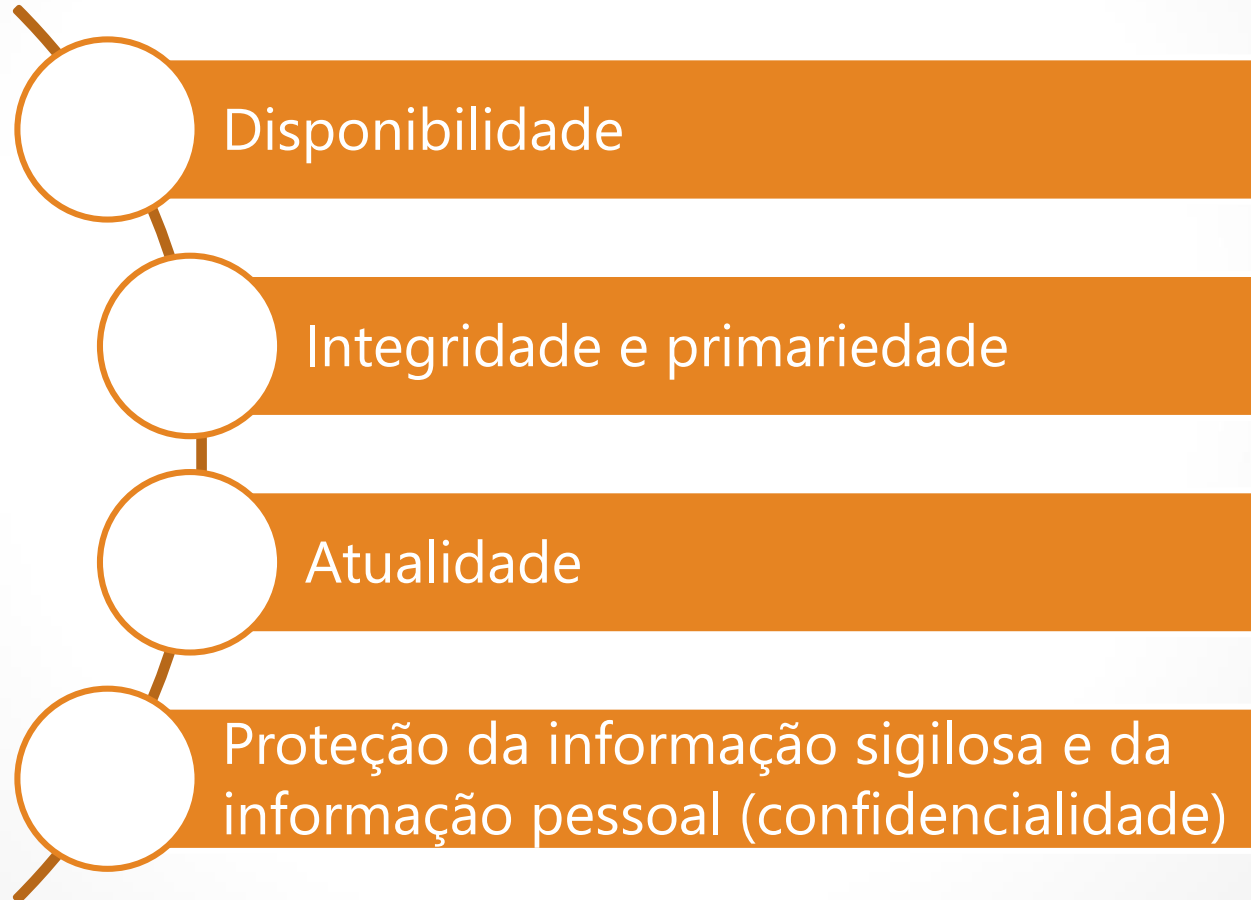 Disponibilidade
Integridade e primariedade
Atualidade
Proteção da informação sigilosa e da
informação pessoal (confidencialidade)